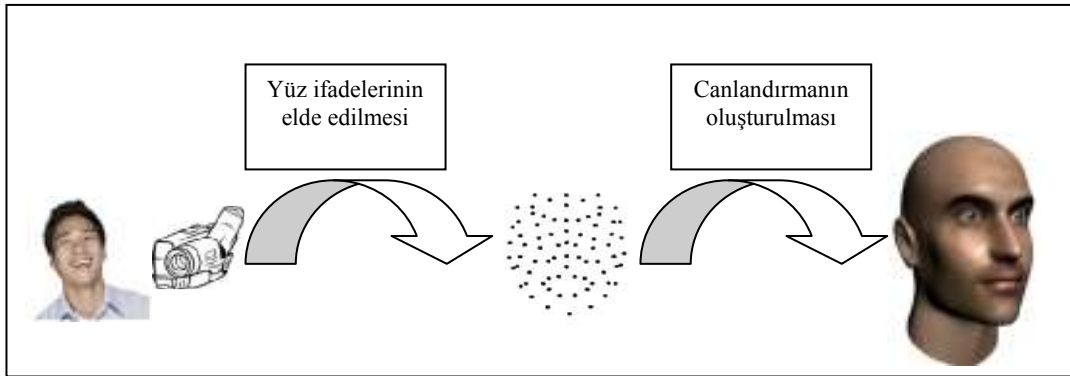 Yüz ifadelerinin
elde edilmesi
Canlandırmanın
oluşturulması